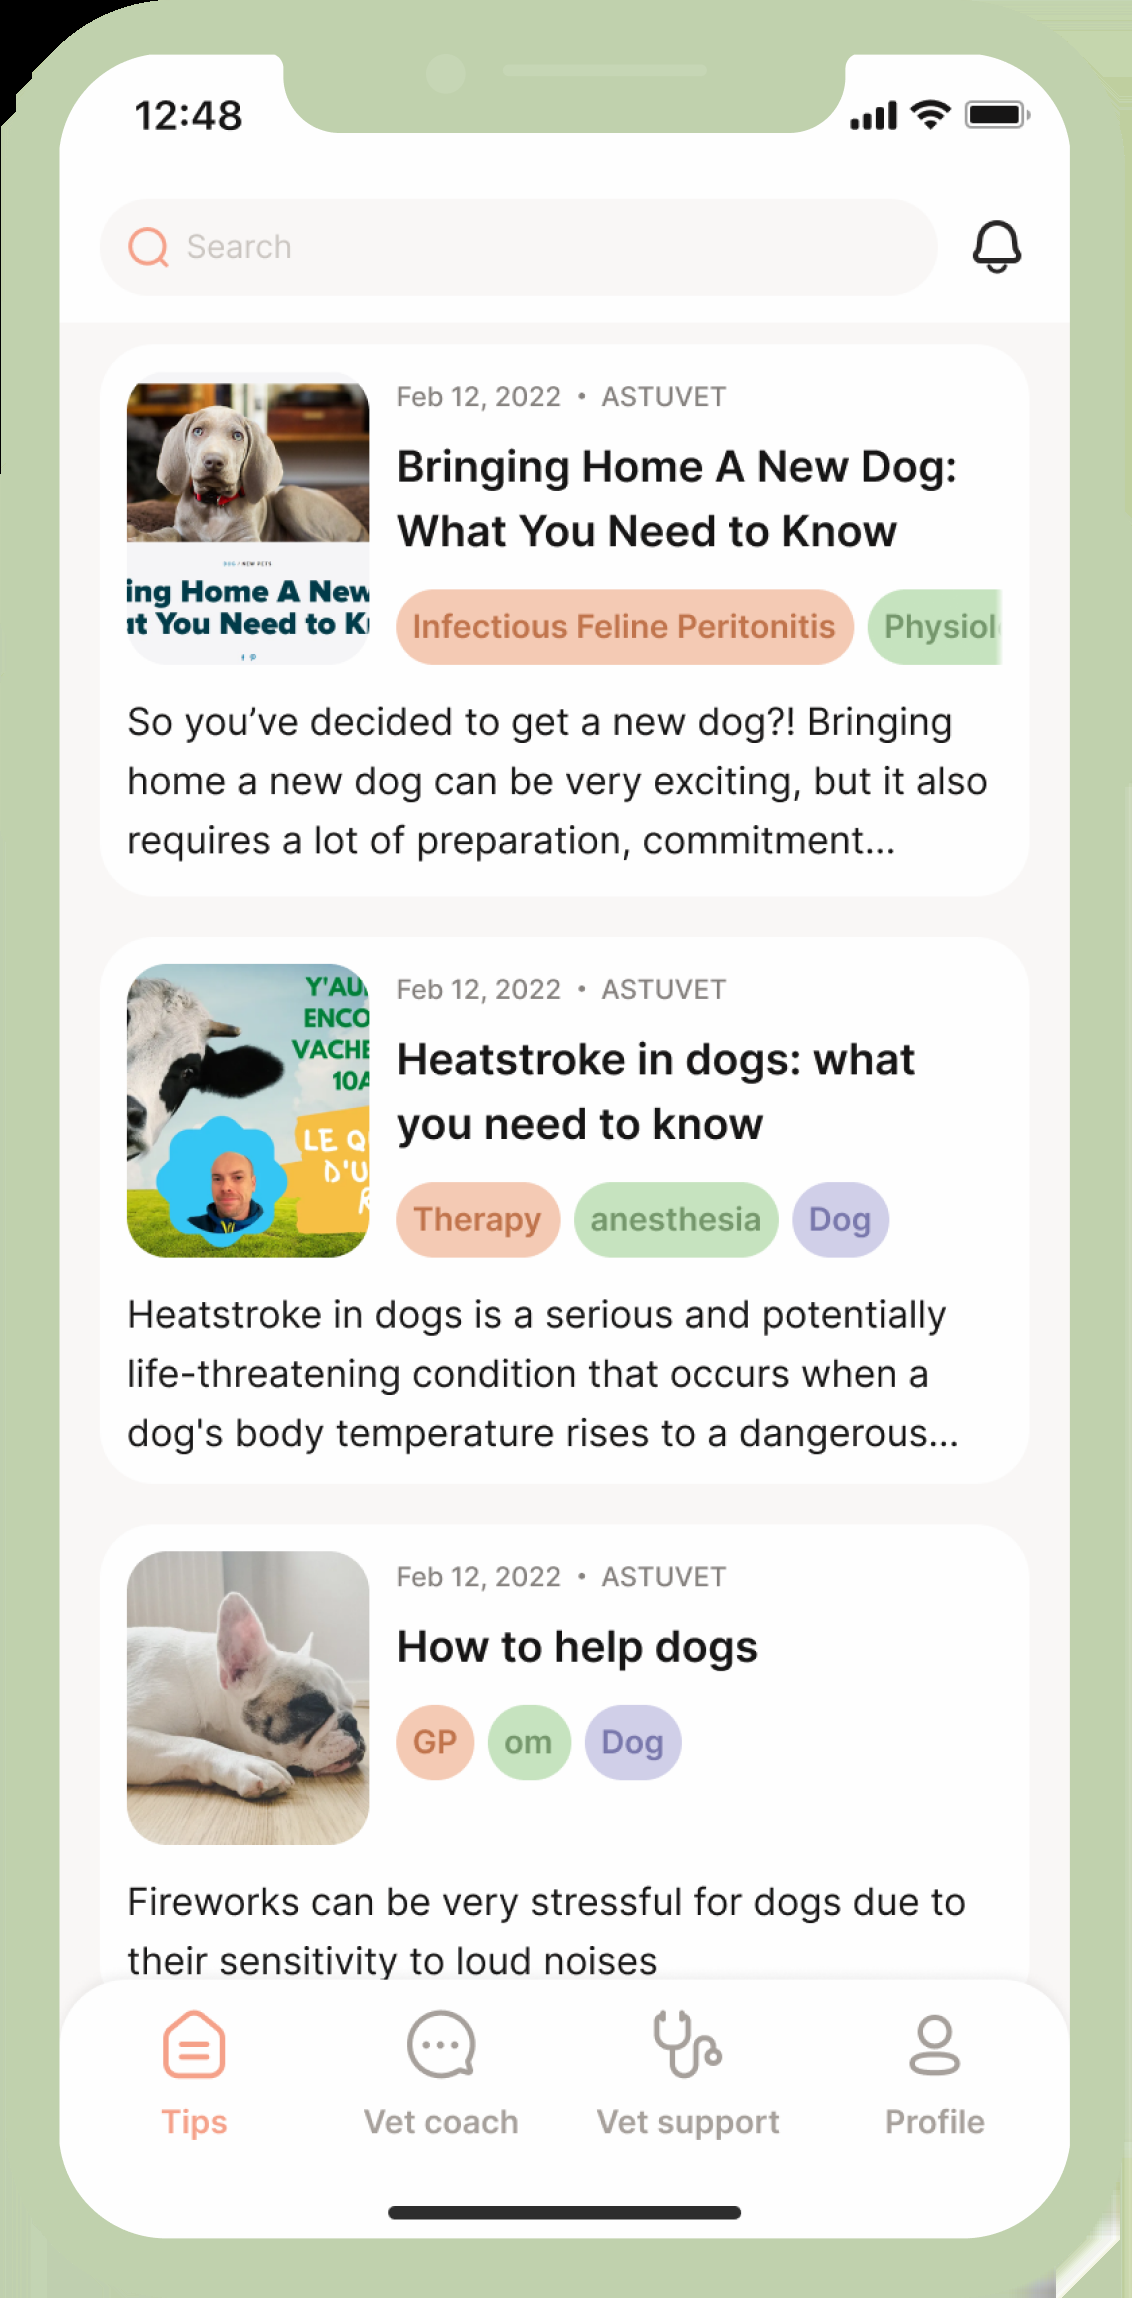 12:48
Search
Feb 12, 2022 • ASTUVET
Bringing Home A New Dog:
What You Need to Know
DOG / NEW PETS
ing Home A New
at You Need to K
Infectious Feline Peritonitis
Physiol
So you’ve decided to get a new dog?! Bringing
home a new dog can be very exciting, but it also
requires a lot of preparation, commitment...
Y'AU
ENCO
VACHE
10A
LE Q
D'U
R
Feb 12, 2022 • ASTUVET
Heatstroke in dogs: what
you need to know
Therapy anesthesia Dog
Heatstroke in dogs is a serious and potentially
life-threatening condition that occurs when a
dog's body temperature rises to a dangerous...
Feb 12, 2022 • ASTUVET
How to help dogs
GP om Dog
Fireworks can be very stressful for dogs due to
their sensitivity to loud noises
Tips Vet coach Vet support Profile